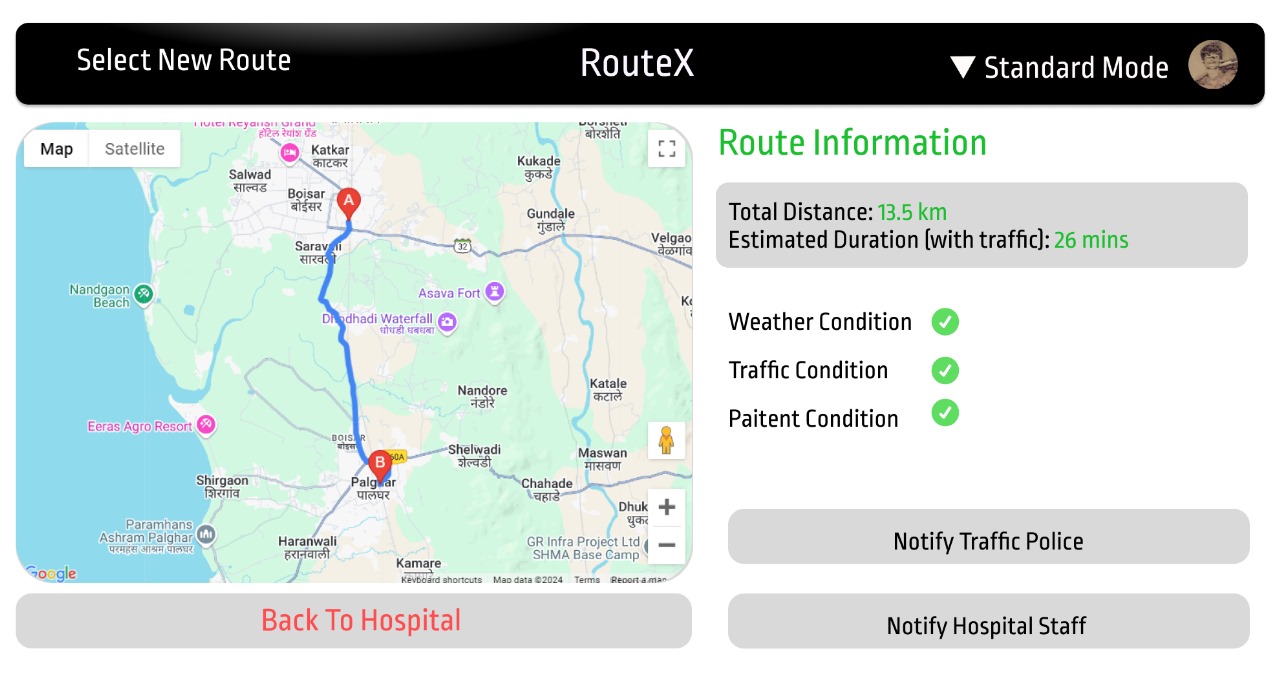 Select New Route
RouteX
▼ Standard Mode
Map
Satellite
Hotel Reyansh Grand
हॉटेल रेयांश ग्रँड
Katkar
काटकर
Borsheti
बोरशेति
Kukade
कुकडे
Salwad
साल्वड
Boisar
बोईसर
A
Gundale
गुंडाले
Saravali
सारवली
32
Velgao
वेळगांव
Nandgaon
Beach
Asava Fort
Dhodhadi Waterfall
धोधडी धबधबा
Nandore
नंडोरे
Katale
कटाले
Eeras Agro Resort
BOISAR
बोइसर
B
60A
Shelwadi
शेल्वडी
Maswan
मासवण
Palghar
पालघर
Shirgaon
शिरगांव
Chahade
चहाडे
Dhuk
Paramhans
Ashram Palghar
परमहंस आश्रम पालघर
Haranwali
हरानवाली
GR Infra Project Ltd
SHMA Base Camp
Kamare
Google
Keyboard shortcuts
Map data ©2024
Terms
Report a map
Back To Hospital
Route Information
Total Distance: 13.5 km
Estimated Duration (with traffic): 26 mins
Weather Condition
Traffic Condition
Paitent Condition
Notify Traffic Police
Notify Hospital Staff